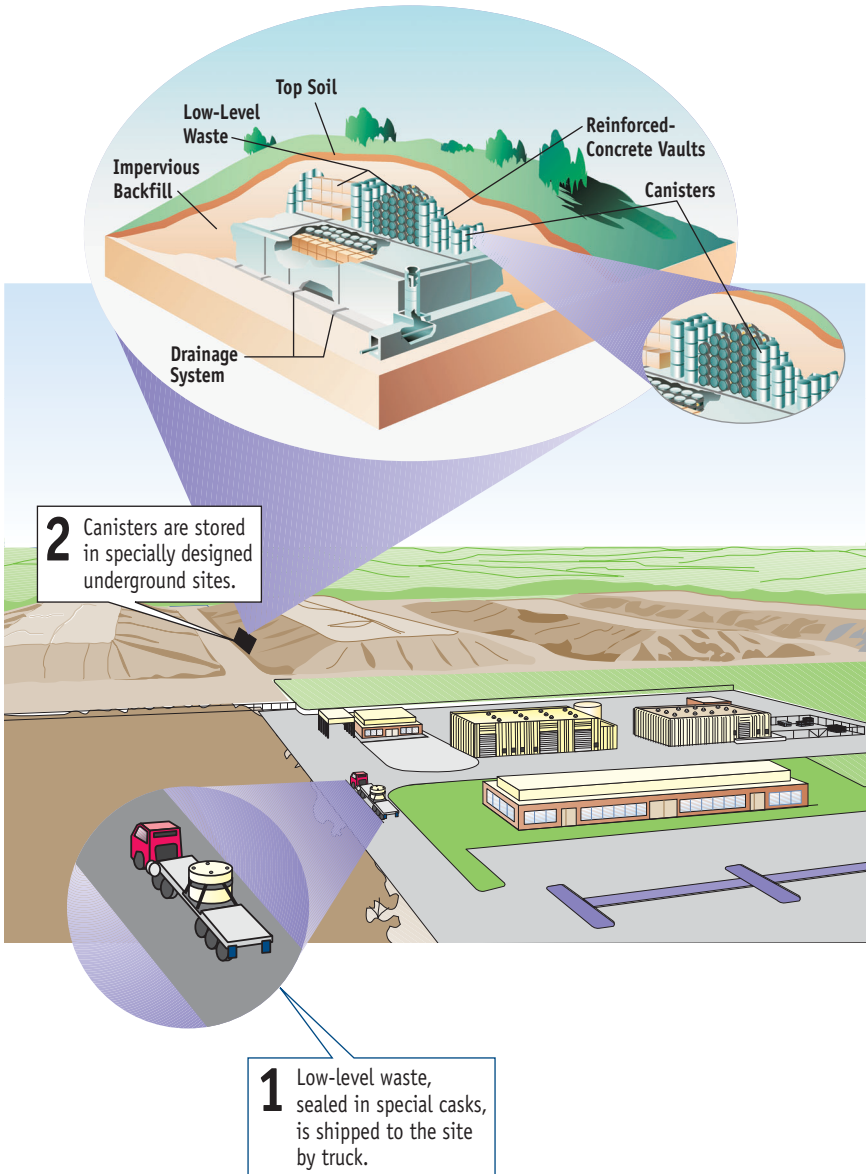 Top Soil
Low-Level
Waste
Reinforced-
Concrete Vaults
Impervious
Backfill
Canisters
Drainage
System
2 Canisters are stored
in specially designed
underground sites.
1 Low-level waste,
sealed in special casks,
is shipped to the site
by truck.